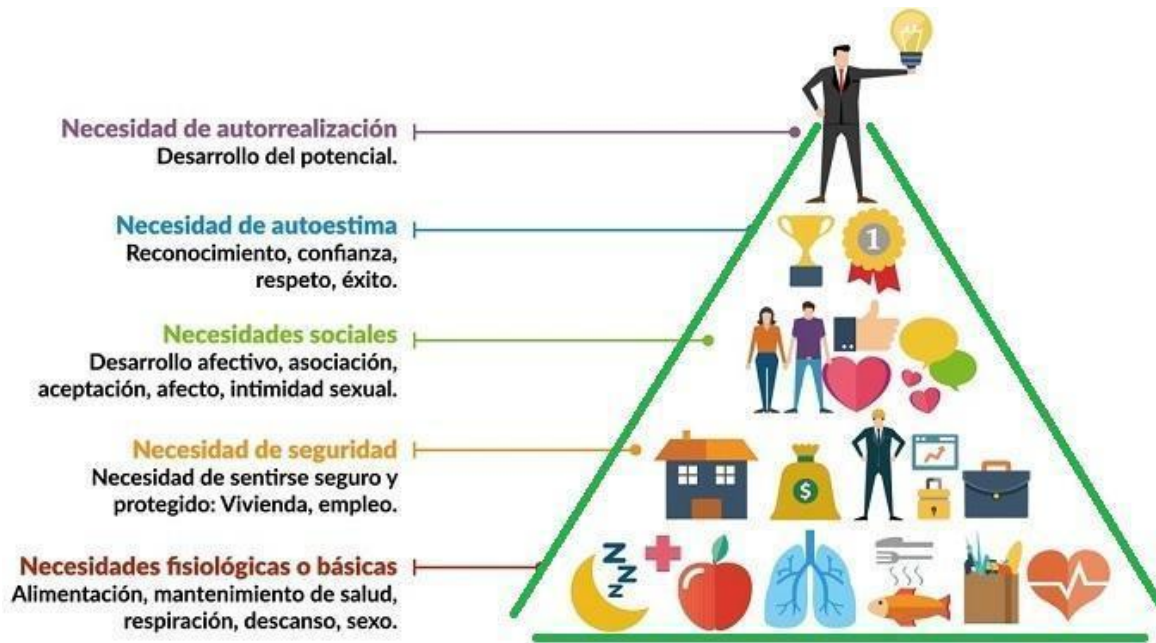 Necesidad de autorrealización
Desarrollo del potencial.
Necesidad de autoestima
Reconocimiento, confianza,
respeto, éxito.
1
Necesidades sociales
Desarrollo afectivo, asociación,
aceptación, afecto, intimidad sexual.
Necesidad de seguridad
Necesidad de sentirse seguro y
protegido: Vivienda, empleo.
$
Necesidades fisiológicas o básicas
Alimentación, mantenimiento de salud,
respiración, descanso, sexo.
N N N